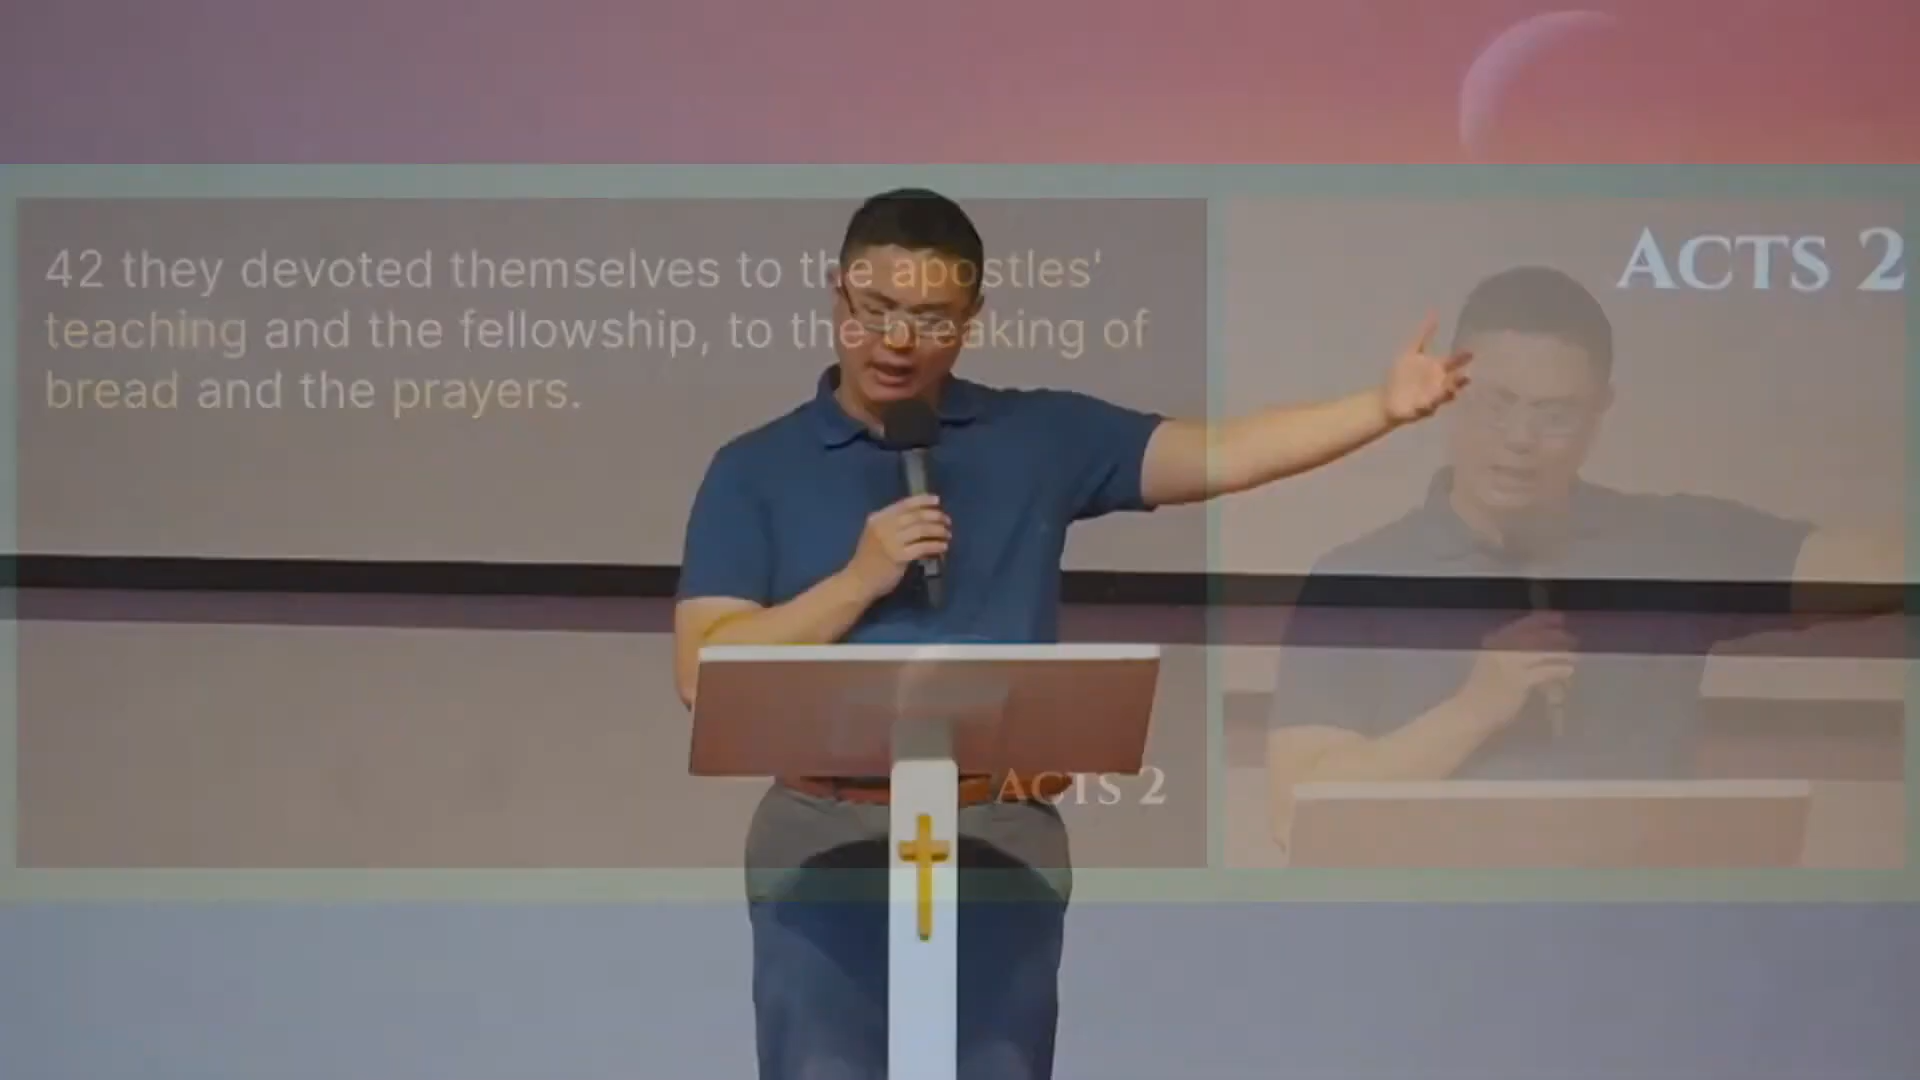 42 they devoted themselves to the apostles'
teaching and the fellowship, to the breaking of
bread and the prayers.
ACTS 2
ACTS 2